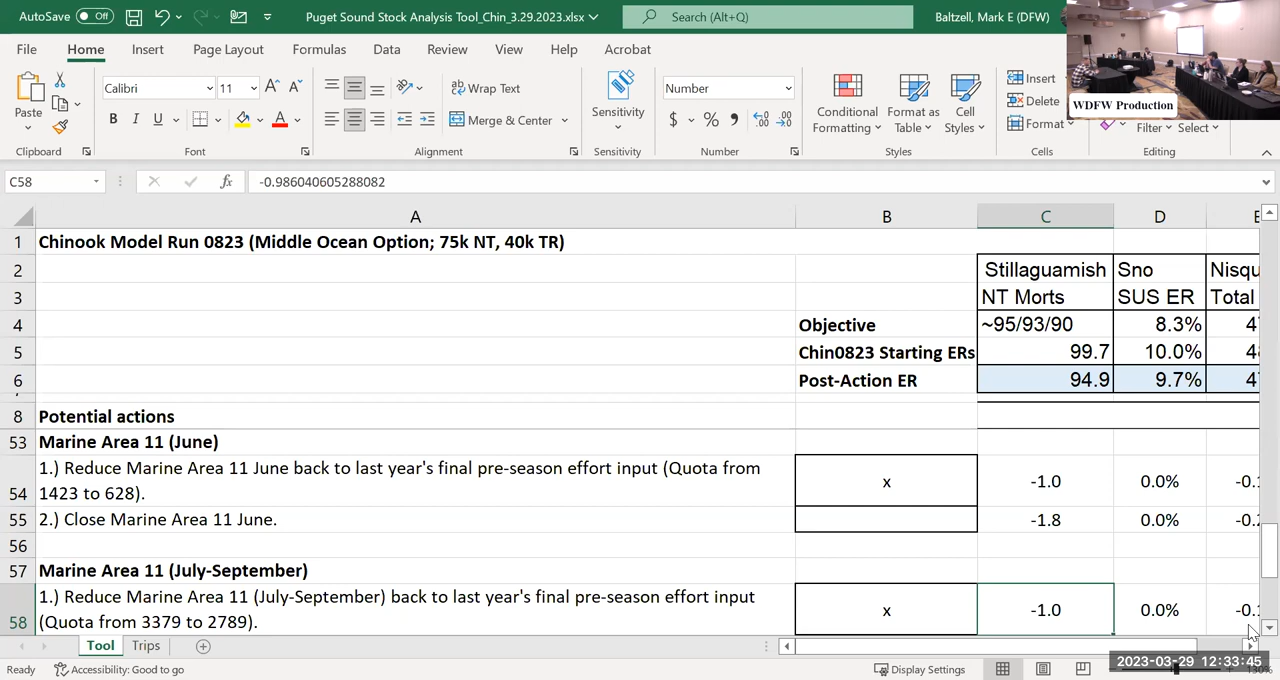 AutoSave Off Puget Sound Stock Analysis Tool_Chin_3.29.2023.xlsx Search (Alt+Q) Baltzell, Mark E (DFW)
File Home Insert Page Layout Formulas Data Review View Help Acrobat
WDFW Production
Paste Calibri 11 Wrap Text Merge & Center Sensitivity Number Conditional Formatting Format as Table Cell Styles Insert Delete Format Filter Select
Clipboard Font Alignment Sensitivity Number Styles Cells Editing
C58 fx -0.986040605288082
A B C D E
1 Chinook Model Run 0823 (Middle Ocean Option; 75k NT, 40k TR)
2 Stillaguamish Sno Nisqu
3 NT Morts SUS ER Total
4 Objective ~95/93/90 8.3% 4
5 Chin0823 Starting ERs 99.7 10.0% 4
6 Post-Action ER 94.9 9.7% 4
8 Potential actions
53 Marine Area 11 (June)
1.) Reduce Marine Area 11 June back to last year's final pre-season effort input (Quota from
54 1423 to 628). x -1.0 0.0% -0.
55 2.) Close Marine Area 11 June. -1.8 0.0% -0.
56
57 Marine Area 11 (July-September)
1.) Reduce Marine Area 11 (July-September) back to last year's final pre-season effort input
58 (Quota from 3379 to 2789). x -1.0 0.0% -0.
Tool Trips
Ready Accessibility: Good to go Display Settings
2023-03-29 12:33:45